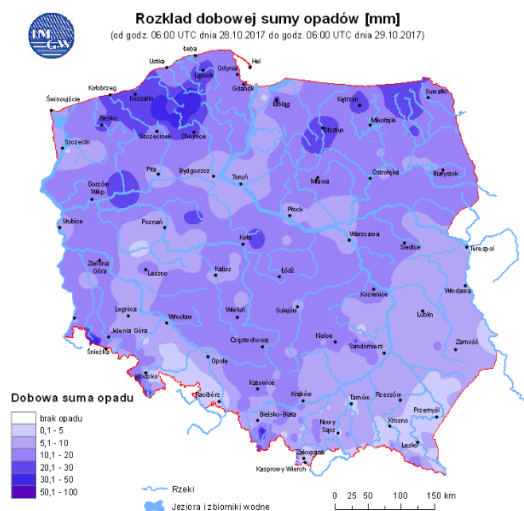 IM
GW
Rozkład dobowej sumy opadów [mm]
(od godz. 06:00 UTC dnia 28.10.2017 do godz. 06:00 UTC dnia 29.10.2017)
Łeba
Ustka
Hel
Gdynia
Lębork
Kołobrzeg
Koszalin
Gdańsk
Świnoujście
Elbląg
Kętrzyn
Suwałki
Resko
Mikołajki
Szczecinek
Chojnice
Olsztyn
Szczecin
Piła
Bydgoszcz
Toruń
Mława
Ostrołęka
Białystok
Gorzów
Wlkp.
Płock
Słubice
Poznań
Koło
Warszawa
Siedlce
Terespol
Zielona
Góra
Leszno
Kalisz
Łódź
Kozienice
Włodawa
Legnica
Wrocław
Wieluń
Sulejów
Lublin
Jelenia Góra
Śnieżka
Częstochowa
Kielce
Sandomierz
Zamość
Opole
Kłodzko
Katowice
Racibórz
Kraków
Tarnów
Rzeszów
Przemyśl
Bielsko-Biała
Nowy
Sącz
Krosno
Lesko
Zakopane
Kasprowy Wierch
Dobowa suma opadu
brak opadu
0,1 - 5
5,1 - 10
10,1 - 20
20,1 - 30
30,1 - 50
50,1 - 100
Rzeki
Jeziora i zbiorniki wodne
0 25 50 100 150 km